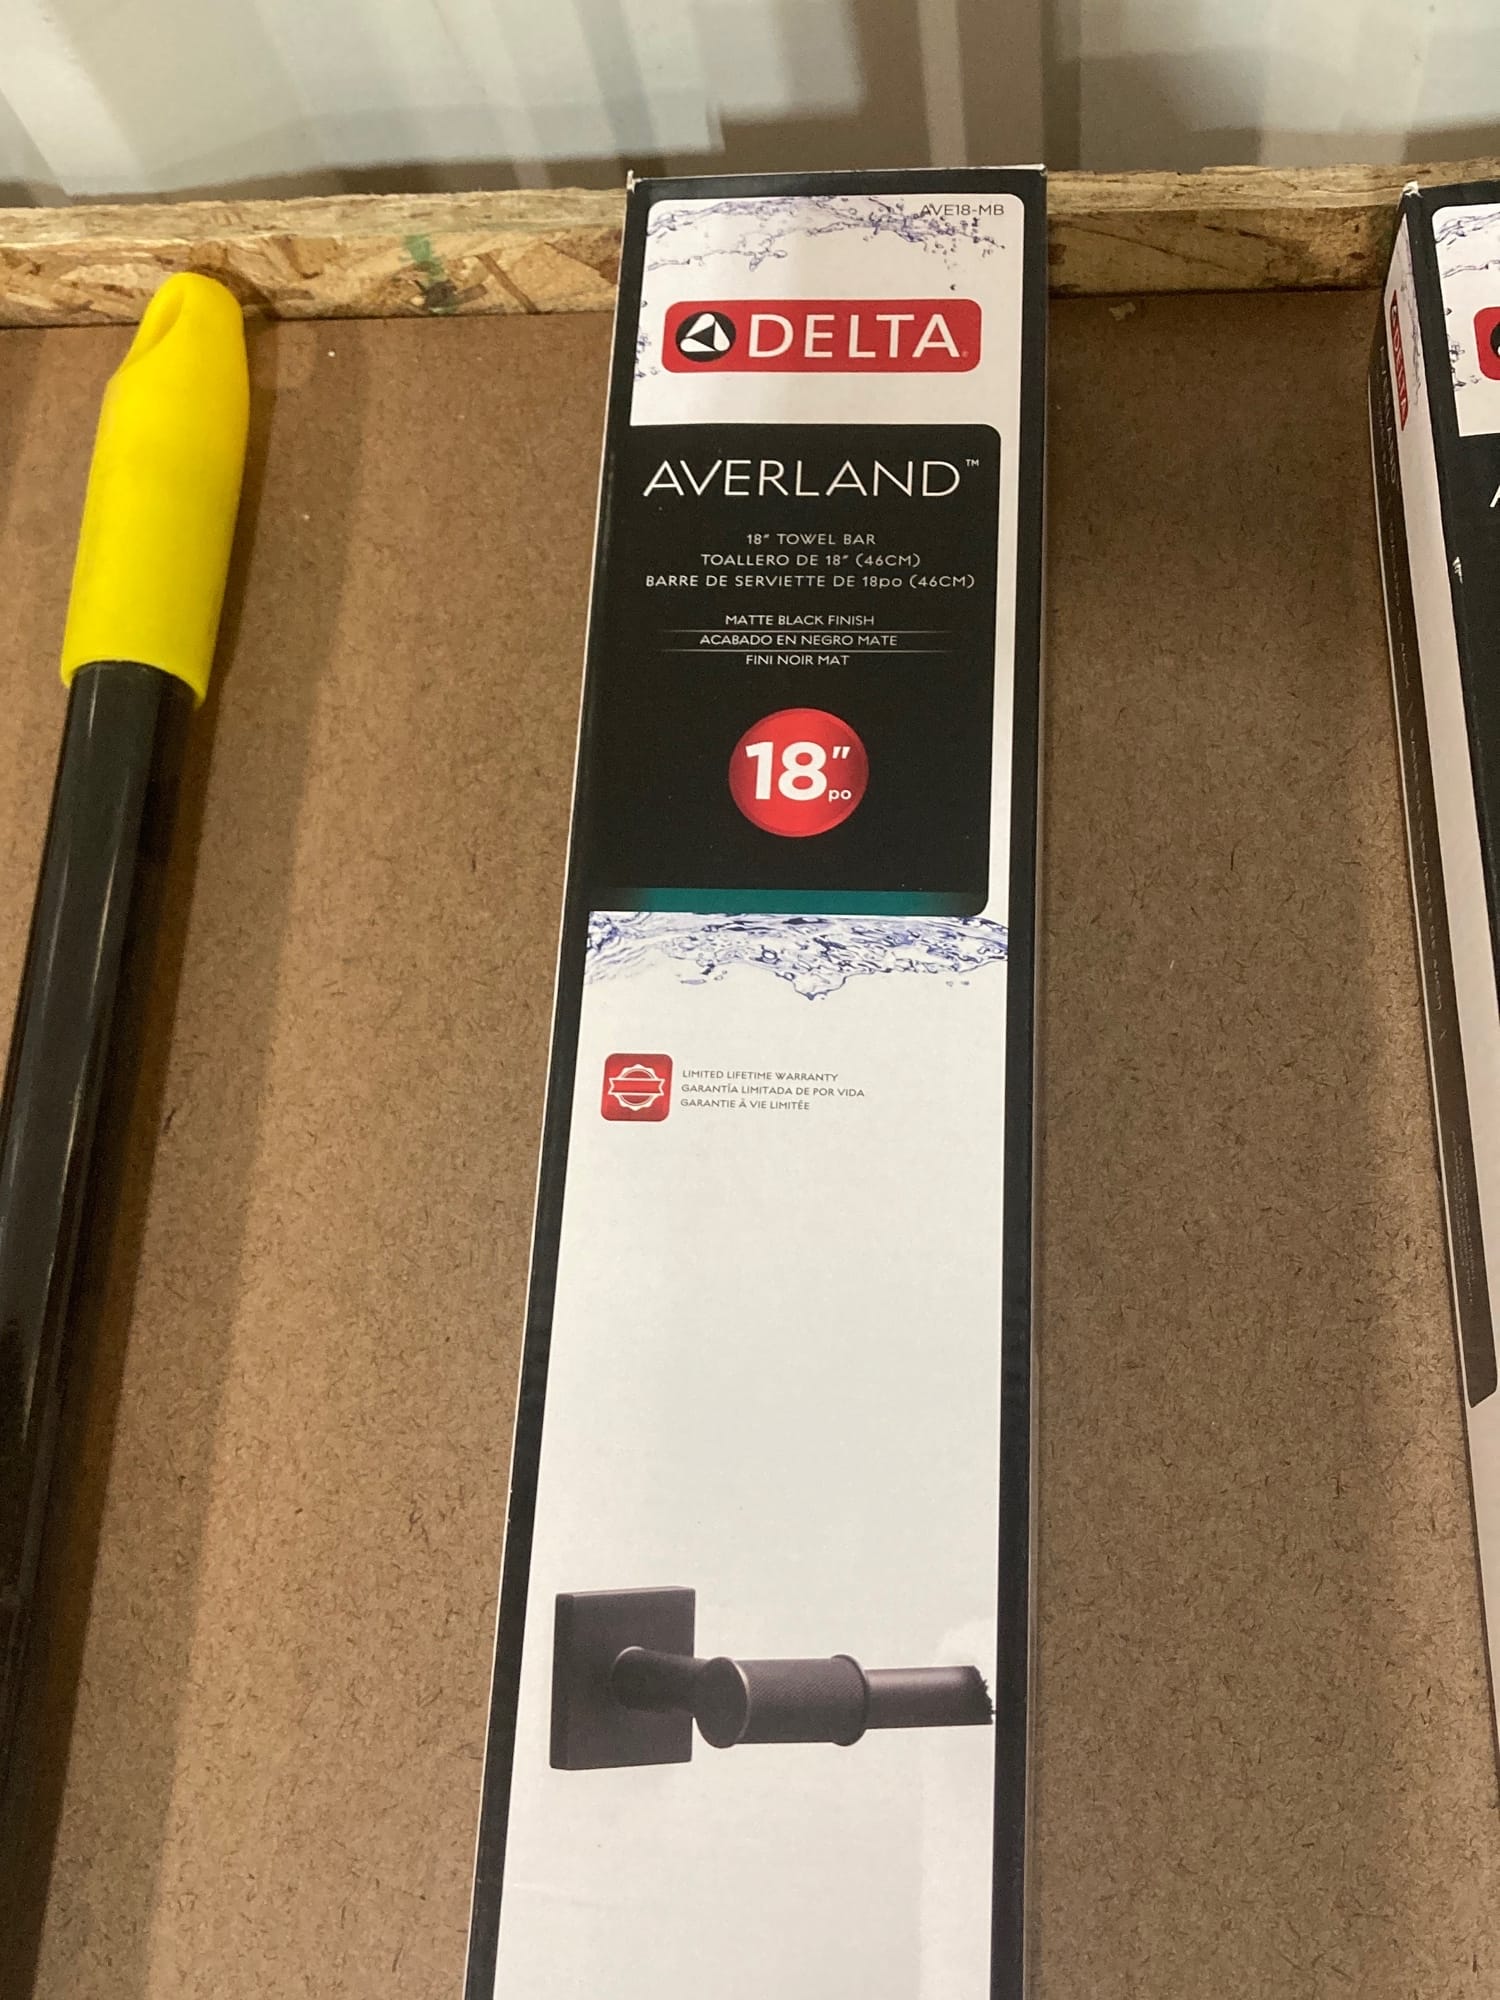 AVE18-MB
DELTA
AVERLAND™
18" TOWEL BAR
TOALLERO DE 18" (46CM)
BARRE DE SERVIETTE DE 18po (46CM)
MATTE BLACK FINISH
ACABADO EN NEGRO MATE
FINI NOIR MAT
18"
po
LIMITED LIFETIME WARRANTY
GARANTÍA LIMITADA DE POR VIDA
GARANTIE À VIE LIMITÉE
DELTA